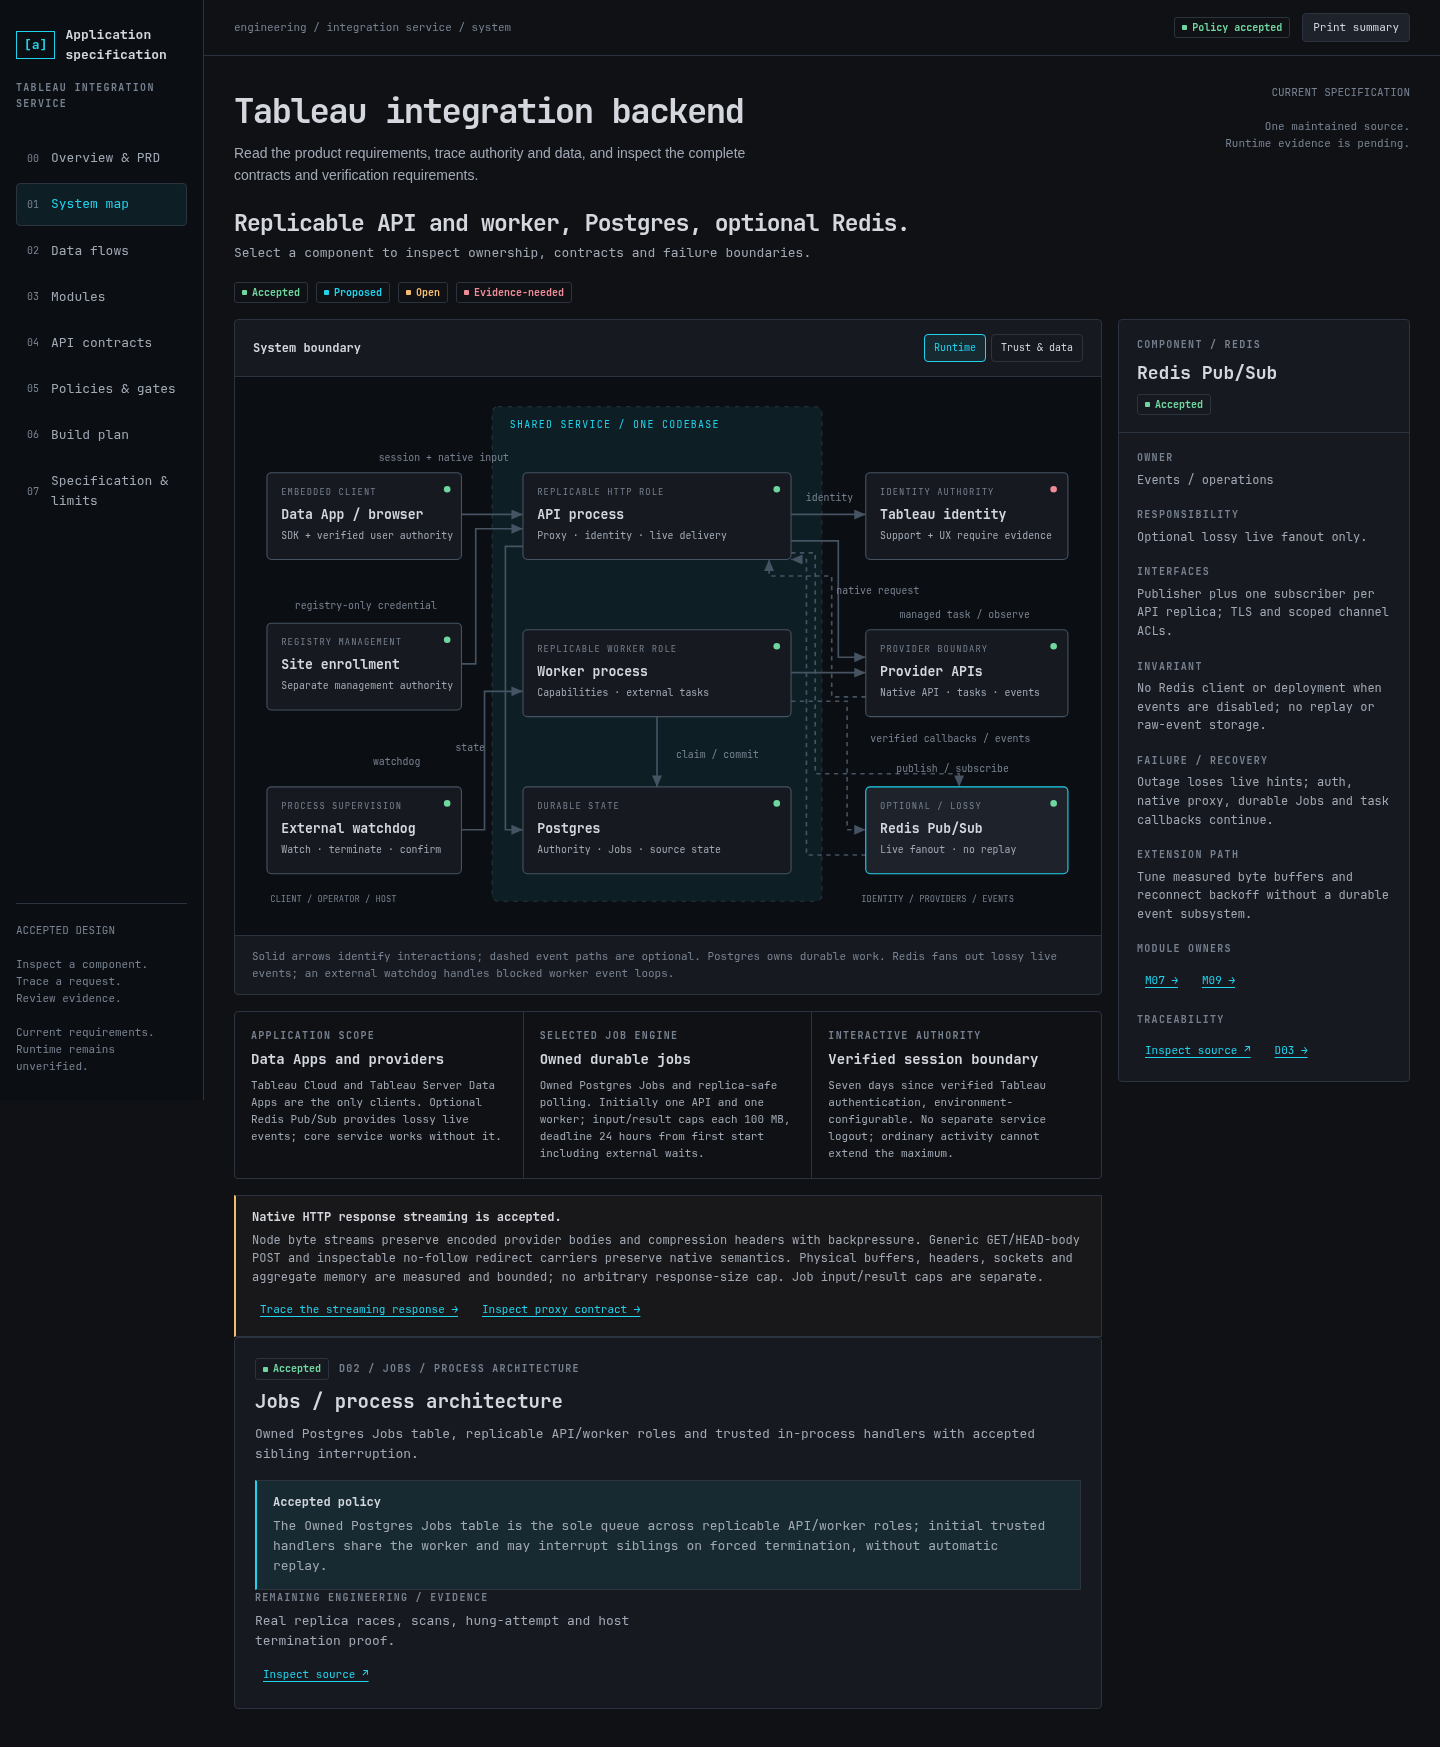 [a]
Application
specification
TABLEAU INTEGRATION
SERVICE
00 Overview & PRD
01 System map
02 Data flows
03 Modules
04 API contracts
05 Policies & gates
06 Build plan
07 Specification &
limits
ACCEPTED DESIGN
Inspect a component.
Trace a request.
Review evidence.
Current requirements.
Runtime remains
unverified.
engineering / integration service / system
Policy accepted
Print summary
Tableau integration backend
Read the product requirements, trace authority and data, and inspect the complete
contracts and verification requirements.
CURRENT SPECIFICATION
One maintained source.
Runtime evidence is pending.
Replicable API and worker, Postgres, optional Redis.
Select a component to inspect ownership, contracts and failure boundaries.
Accepted
Proposed
Open
Evidence-needed
System boundary
Runtime
Trust & data
SHARED SERVICE / ONE CODEBASE
session + native input
EMBEDDED CLIENT
Data App / browser
SDK + verified user authority
REPLICABLE HTTP ROLE
API process
Proxy · identity · live delivery
identity
IDENTITY AUTHORITY
Tableau identity
Support + UX require evidence
native request
registry-only credential
managed task / observe
REGISTRY MANAGEMENT
Site enrollment
Separate management authority
REPLICABLE WORKER ROLE
Worker process
Capabilities · external tasks
PROVIDER BOUNDARY
Provider APIs
Native API · tasks · events
verified callbacks / events
state
watchdog
claim / commit
publish / subscribe
PROCESS SUPERVISION
External watchdog
Watch · terminate · confirm
DURABLE STATE
Postgres
Authority · Jobs · source state
OPTIONAL / LOSSY
Redis Pub/Sub
Live fanout · no replay
CLIENT / OPERATOR / HOST
IDENTITY / PROVIDERS / EVENTS
Solid arrows identify interactions; dashed event paths are optional. Postgres owns durable work. Redis fans out lossy live
events; an external watchdog handles blocked worker event loops.
COMPONENT / REDIS
Redis Pub/Sub
Accepted
OWNER
Events / operations
RESPONSIBILITY
Optional lossy live fanout only.
INTERFACES
Publisher plus one subscriber per
API replica; TLS and scoped channel
ACLs.
INVARIANT
No Redis client or deployment when
events are disabled; no replay or
raw-event storage.
FAILURE / RECOVERY
Outage loses live hints; auth,
native proxy, durable Jobs and task
callbacks continue.
EXTENSION PATH
Tune measured byte buffers and
reconnect backoff without a durable
event subsystem.
MODULE OWNERS
M07 → M09 →
TRACEABILITY
Inspect source ↗ D03 →
APPLICATION SCOPE
Data Apps and providers
Tableau Cloud and Tableau Server Data
Apps are the only clients. Optional
Redis Pub/Sub provides lossy live
events; core service works without it.
SELECTED JOB ENGINE
Owned durable jobs
Owned Postgres Jobs and replica-safe
polling. Initially one API and one
worker; input/result caps each 100 MB,
deadline 24 hours from first start
including external waits.
INTERACTIVE AUTHORITY
Verified session boundary
Seven days since verified Tableau
authentication, environment-
configurable. No separate service
logout; ordinary activity cannot
extend the maximum.
Native HTTP response streaming is accepted.
Node byte streams preserve encoded provider bodies and compression headers with backpressure. Generic GET/HEAD-body
POST and inspectable no-follow redirect carriers preserve native semantics. Physical buffers, headers, sockets and
aggregate memory are measured and bounded; no arbitrary response-size cap. Job input/result caps are separate.
Trace the streaming response → Inspect proxy contract →
Accepted D02 / JOBS / PROCESS ARCHITECTURE
Jobs / process architecture
Owned Postgres Jobs table, replicable API/worker roles and trusted in-process handlers with accepted
sibling interruption.
Accepted policy
The Owned Postgres Jobs table is the sole queue across replicable API/worker roles; initial trusted
handlers share the worker and may interrupt siblings on forced termination, without automatic
replay.
REMAINING ENGINEERING / EVIDENCE
Real replica races, scans, hung-attempt and host
termination proof.
Inspect source ↗